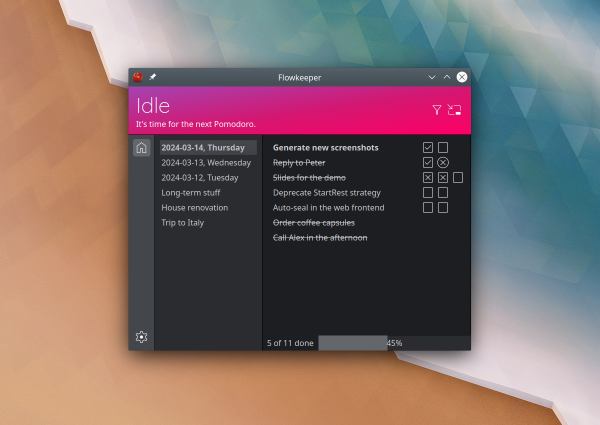 Flowkeeper
Idle
It's time for the next Pomodoro.
2024-03-14, Thursday
2024-03-13, Wednesday
2024-03-12, Tuesday
Long-term stuff
House renovation
Trip to Italy
Generate new screenshots
Reply to Peter
Slides for the demo
Deprecate StartRest strategy
Auto-seal in the web frontend
Order coffee capsules
Call Alex in the afternoon
5 of 11 done 45%